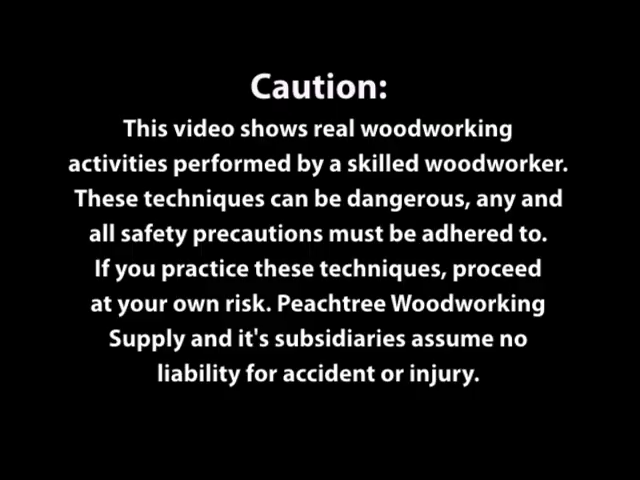 Caution:
This video shows real woodworking
activities performed by a skilled woodworker.
These techniques can be dangerous, any and
all safety precautions must be adhered to.
If you practice these techniques, proceed
at your own risk. Peachtree Woodworking
Supply and it's subsidiaries assume no
liability for accident or injury.